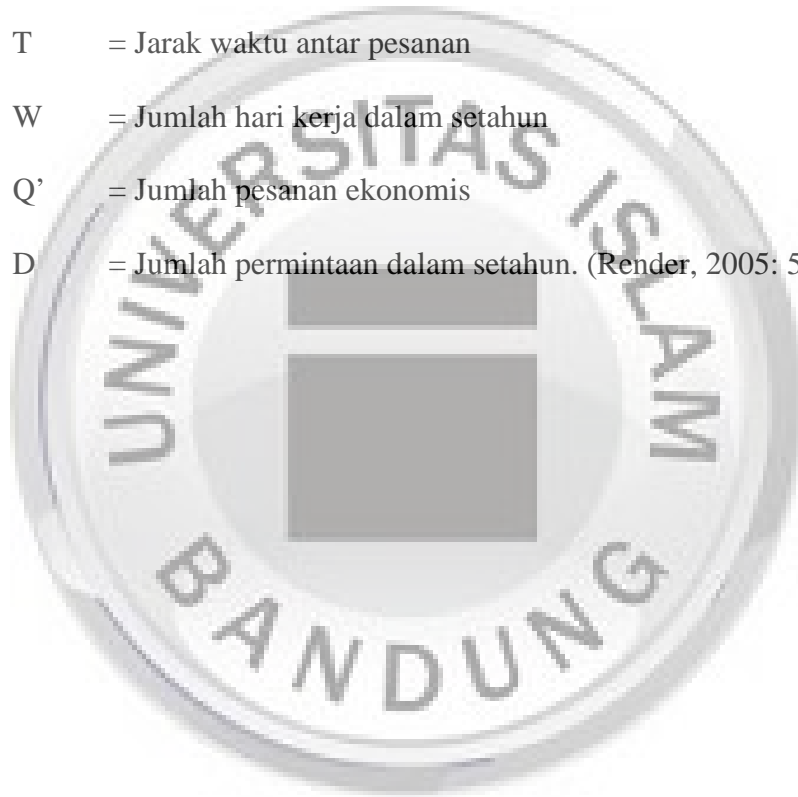 T = Jarak waktu antar pesanan
W = Jumlah hari kerja dalam setahun
Q’ = Jumlah pesanan ekonomis
D = Jumlah permintaan dalam setahun. (Render, 2005: 5
UNIVERSITAS ISLAM
BANDUNG